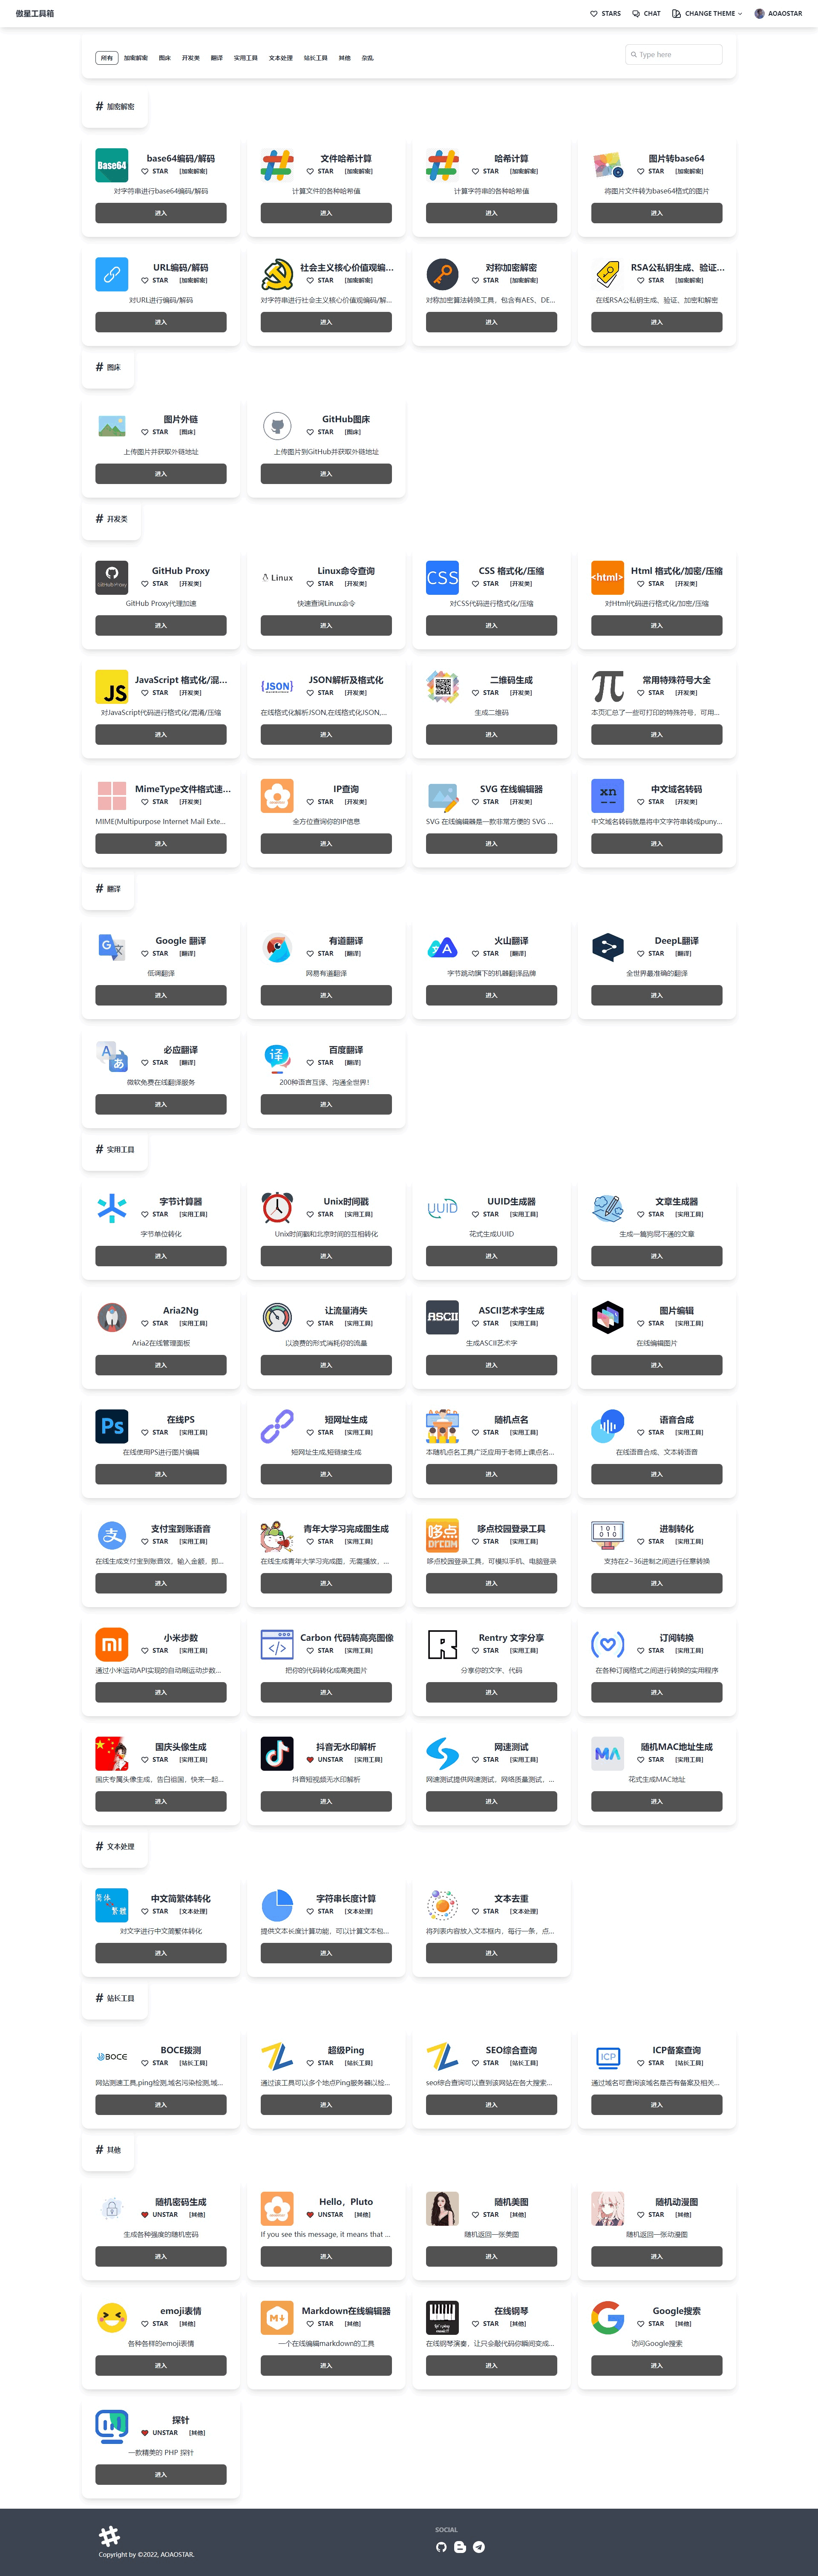 傲星工具箱
STARS
CHAT
CHANGE THEME
AOAOSTAR
所有 加密解密 图床 开发类 翻译 实用工具 文本处理 站长工具 其他 杂乱
Type here
# 加密解密
base64编码/解码
STAR [加密解密]
对字符串进行base64编码/解码
进入
文件哈希计算
STAR [加密解密]
计算文件的各种哈希值
进入
哈希计算
STAR [加密解密]
计算字符串的各种哈希值
进入
图片转base64
STAR [加密解密]
将图片文件转为base64格式的图片
进入
URL编码/解码
STAR [加密解密]
对URL进行编码/解码
进入
社会主义核心价值观编...
STAR [加密解密]
对字符串进行社会主义核心价值观编码/解...
进入
对称加密解密
STAR [加密解密]
对称加密算法转换工具，包含有AES、DE...
进入
RSA公私钥生成、验证...
STAR [加密解密]
在线RSA公私钥生成、验证、加密和解密
进入
# 图床
图片外链
STAR [图床]
上传图片并获取外链地址
进入
GitHub图床
STAR [图床]
上传图片到GitHub并获取外链地址
进入
# 开发类
GitHub Proxy
STAR [开发类]
GitHub Proxy代理加速
进入
Linux命令查询
STAR [开发类]
快速查询Linux命令
进入
CSS 格式化/压缩
STAR [开发类]
对CSS代码进行格式化/压缩
进入
Html 格式化/加密/压缩
STAR [开发类]
对Html代码进行格式化/加密/压缩
进入
JavaScript 格式化/混...
STAR [开发类]
对JavaScript代码进行格式化/混淆/压缩
进入
JSON解析及格式化
STAR [开发类]
在线格式化解析JSON,在线格式化JSON,...
进入
二维码生成
STAR [开发类]
生成二维码
进入
常用特殊符号大全
STAR [开发类]
本页汇总了一些可打印的特殊符号，可用...
进入
MimeType文件格式速...
STAR [开发类]
MIME(Multipurpose Internet Mail Exte...
进入
IP查询
STAR [开发类]
全方位查询你的IP信息
进入
SVG 在线编辑器
STAR [开发类]
SVG 在线编辑器是一款非常方便的 SVG ...
进入
中文域名转码
STAR [开发类]
中文域名转码就是将中文字符串转成puny...
进入
# 翻译
Google 翻译
STAR [翻译]
低调翻译
进入
有道翻译
STAR [翻译]
网易有道翻译
进入
火山翻译
STAR [翻译]
字节跳动旗下的机器翻译品牌
进入
DeepL翻译
STAR [翻译]
全世界最准确的翻译
进入
必应翻译
STAR [翻译]
微软免费在线翻译服务
进入
百度翻译
STAR [翻译]
200种语言互译、沟通全世界！
进入
# 实用工具
字节计算器
STAR [实用工具]
字节单位转化
进入
Unix时间戳
STAR [实用工具]
Unix时间戳和北京时间的互相转化
进入
UUID生成器
STAR [实用工具]
花式生成UUID
进入
文章生成器
STAR [实用工具]
生成一篇狗屁不通的文章
进入
Aria2Ng
STAR [实用工具]
Aria2在线管理面板
进入
让流量消失
STAR [实用工具]
以浪费的形式消耗你的流量
进入
ASCII艺术字生成
STAR [实用工具]
生成ASCII艺术字
进入
图片编辑
STAR [实用工具]
在线编辑图片
进入
在线PS
STAR [实用工具]
在线使用PS进行图片编辑
进入
短网址生成
STAR [实用工具]
短网址生成,短链接生成
进入
随机点名
STAR [实用工具]
本随机点名工具广泛应用于老师上课点名...
进入
语音合成
STAR [实用工具]
在线语音合成、文本转语音
进入
支付宝到账语音
STAR [实用工具]
在线生成支付宝到账音效，输入金额，即...
进入
青年大学习完成图生成
STAR [实用工具]
在线生成青年大学习完成图，无需播放，...
进入
哆点校园登录工具
STAR [实用工具]
哆点校园登录工具，可模拟手机、电脑登录
进入
进制转化
STAR [实用工具]
支持在2~36进制之间进行任意转换
进入
小米步数
STAR [实用工具]
通过小米运动API实现的自动刷运动步数...
进入
Carbon 代码转高亮图像
STAR [实用工具]
把你的代码转化成高亮图片
进入
Rentry 文字分享
STAR [实用工具]
分享你的文字、代码
进入
订阅转换
STAR [实用工具]
在各种订阅格式之间进行转换的实用程序
进入
国庆头像生成
STAR [实用工具]
国庆专属头像生成，告白祖国，快来一起...
进入
抖音无水印解析
UNSTAR [实用工具]
抖音短视频无水印解析
进入
网速测试
STAR [实用工具]
网速测试提供网速测试，网络质量测试，...
进入
随机MAC地址生成
STAR [实用工具]
花式生成MAC地址
进入
# 文本处理
中文简繁体转化
STAR [文本处理]
对文字进行中文简繁体转化
进入
字符串长度计算
STAR [文本处理]
提供文本长度计算功能，可以计算文本包...
进入
文本去重
STAR [文本处理]
将列表内容放入文本框内，每行一条，点...
进入
# 站长工具
BOCE拨测
STAR [站长工具]
网站测速工具,ping检测,域名污染检测,域...
进入
超级Ping
STAR [站长工具]
通过该工具可以多个地点Ping服务器以检...
进入
SEO综合查询
STAR [站长工具]
seo综合查询可以查到该网站在各大搜索...
进入
ICP备案查询
STAR [站长工具]
通过域名可查询该域名是否有备案及相关...
进入
# 其他
随机密码生成
UNSTAR [其他]
生成各种强度的随机密码
进入
Hello，Pluto
UNSTAR [其他]
If you see this message, it means that ...
进入
随机美图
STAR [其他]
随机返回一张美图
进入
随机动漫图
STAR [其他]
随机返回一张动漫图
进入
emoji表情
STAR [其他]
各种各样的emoji表情
进入
Markdown在线编辑器
STAR [其他]
一个在线编辑markdown的工具
进入
在线钢琴
STAR [其他]
在线钢琴演奏，让只会敲代码你瞬间变成...
进入
Google搜索
STAR [其他]
访问Google搜索
进入
探针
UNSTAR [其他]
一款精美的 PHP 探针
进入
SOCIAL
Copyright by ©2022, AOAOSTAR.